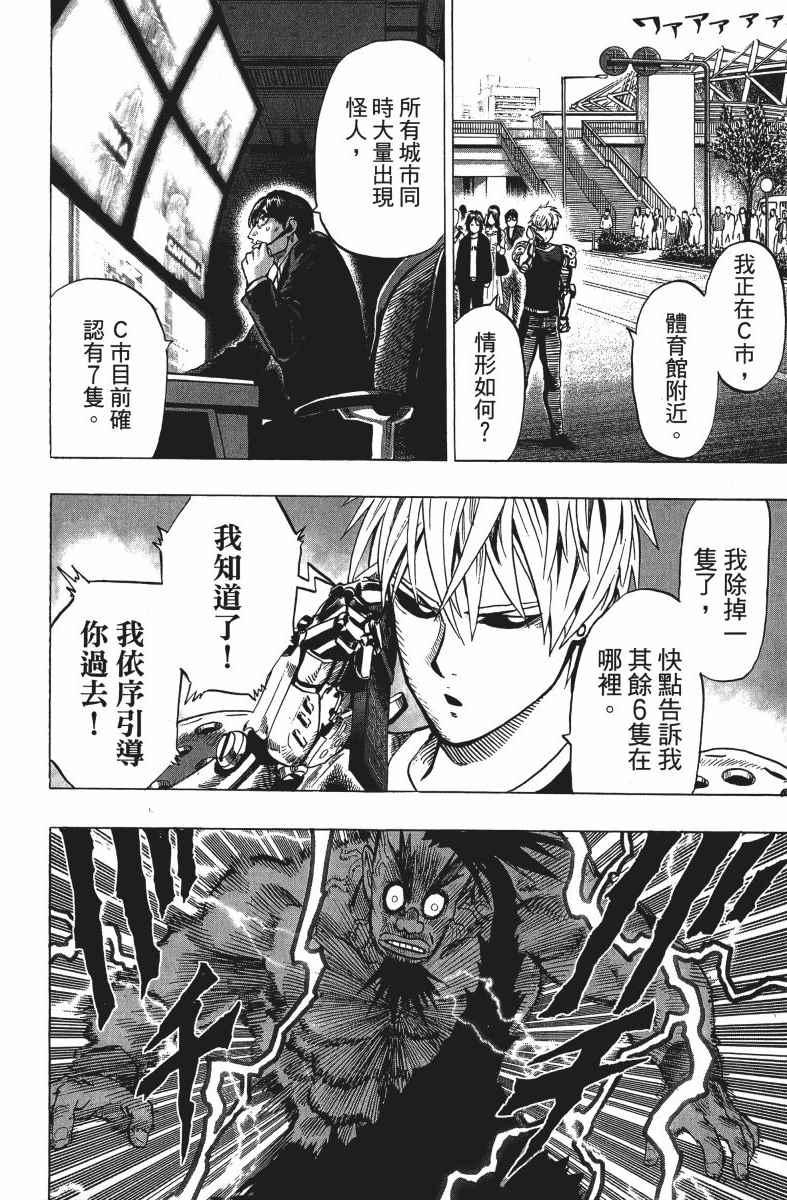 ワァァァァァ
我正在C市，
體育館附近。
情形如何？
所有城市同
時大量出現
怪人，
C市目前確
認有7隻。
我除掉一
隻了，
快點告訴我
其餘6隻在
哪裡。
我知道了！
我依序引導
你過去！